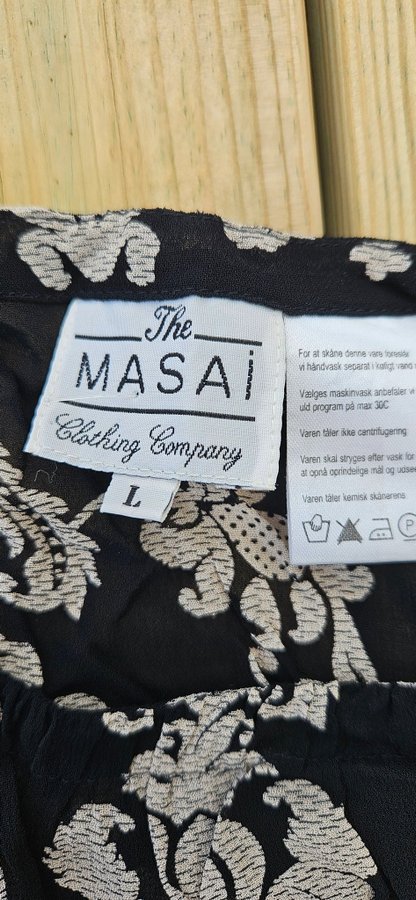 The
MASAi
Clothing Company
L
For at skåne denne vare foreslår
vi håndvask separat i køligt vand
Vælges maskinvask anbefaler vi
uld program på max 30C
Varen tåler ikke centrifugering
Varen skal stryges efter vask for
at opnå oprindelige mål og udseende
Varen tåler kemisk skånerens